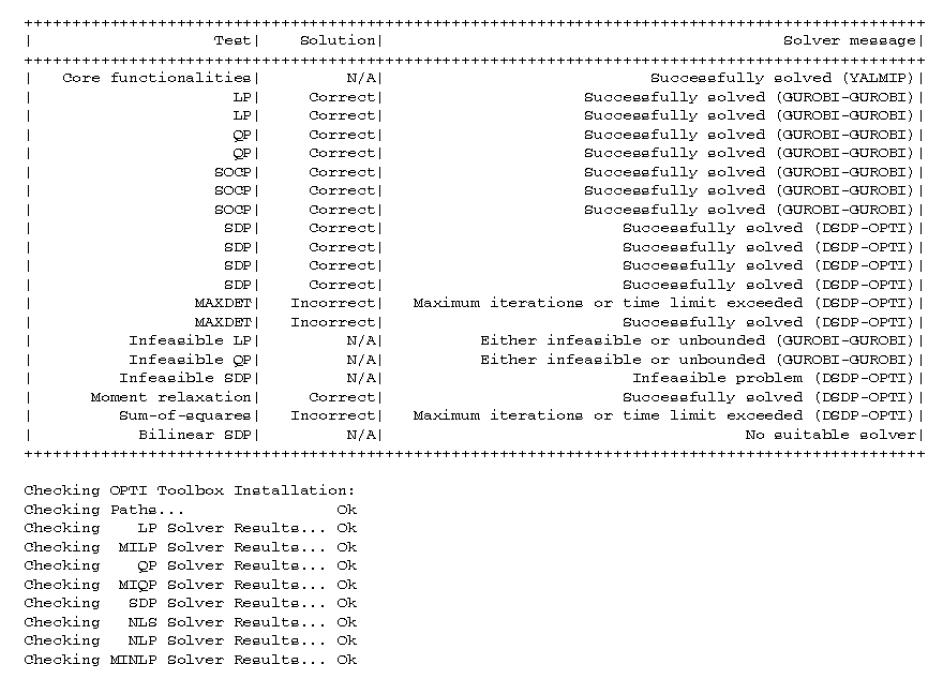 ++++++++++++++++++++++++++++++++++++++++++++++++++++++++++++++++++++++++++++++++++++++++++++++
|                   Test|    Solution|                                          Solver message|
++++++++++++++++++++++++++++++++++++++++++++++++++++++++++++++++++++++++++++++++++++++++++++++
|   Core functionalities|         N/A|                            Successfully solved (YALMIP)|
|                     LP|     Correct|                     Successfully solved (GUROBI-GUROBI)|
|                     LP|     Correct|                     Successfully solved (GUROBI-GUROBI)|
|                     QP|     Correct|                     Successfully solved (GUROBI-GUROBI)|
|                     QP|     Correct|                     Successfully solved (GUROBI-GUROBI)|
|                   SOCP|     Correct|                     Successfully solved (GUROBI-GUROBI)|
|                   SOCP|     Correct|                     Successfully solved (GUROBI-GUROBI)|
|                   SOCP|     Correct|                     Successfully solved (GUROBI-GUROBI)|
|                    SDP|     Correct|                         Successfully solved (DSDP-OPTI)|
|                    SDP|     Correct|                         Successfully solved (DSDP-OPTI)|
|                    SDP|     Correct|                         Successfully solved (DSDP-OPTI)|
|                    SDP|     Correct|                         Successfully solved (DSDP-OPTI)|
|                 MAXDET|   Incorrect|   Maximum iterations or time limit exceeded (DSDP-OPTI)|
|                 MAXDET|   Incorrect|                         Successfully solved (DSDP-OPTI)|
|          Infeasible LP|         N/A|          Either infeasible or unbounded (GUROBI-GUROBI)|
|          Infeasible QP|         N/A|          Either infeasible or unbounded (GUROBI-GUROBI)|
|         Infeasible SDP|         N/A|                          Infeasible problem (DSDP-OPTI)|
|      Moment relaxation|     Correct|                         Successfully solved (DSDP-OPTI)|
|         Sum-of-squares|   Incorrect|   Maximum iterations or time limit exceeded (DSDP-OPTI)|
|           Bilinear SDP|         N/A|                                      No suitable solver|
++++++++++++++++++++++++++++++++++++++++++++++++++++++++++++++++++++++++++++++++++++++++++++++
Checking OPTI Toolbox Installation:
Checking Paths...                Ok
Checking    LP Solver Results... Ok
Checking  MILP Solver Results... Ok
Checking    QP Solver Results... Ok
Checking  MIQP Solver Results... Ok
Checking   SDP Solver Results... Ok
Checking   NLS Solver Results... Ok
Checking   NLP Solver Results... Ok
Checking MINLP Solver Results... Ok